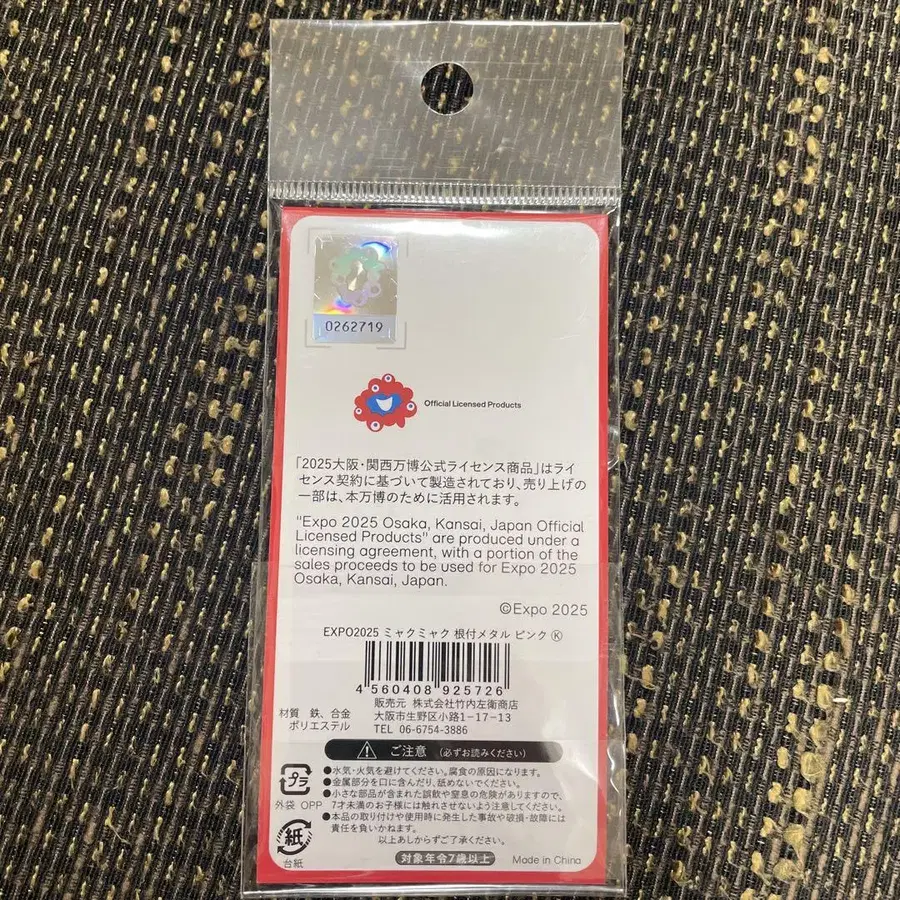 0262719
Official Licensed Products
「2025大阪・関西万博公式ライセンス商品」はライ
センス契約に基づいて製造されており、売り上げの
一部は、本万博のために活用されます。
"Expo 2025 Osaka, Kansai, Japan Official
Licensed Products" are produced under a
licensing agreement, with a portion of the
sales proceeds to be used for Expo 2025
Osaka, Kansai, Japan.
©Expo 2025
EXPO2025 ミャクミャク 根付メタル ピンク Ⓚ
4 560408 925726
販売元 株式会社竹内左衛商店
大阪市生野区小路1-17-13
TEL 06-6754-3886
材質 鉄、合金
ポリエステル
ご注意 (必ずお読みください)
●水気・火気を避けてください。腐食の原因になります。
●金属部分を口に含んだり、舐めないでください。
●小さな部品が含まれた誤飲や窒息の危険がありますので、
7才未満のお子様には触れさせないよう注意してください。
●本品の取り付けや使用時に発生した事故や破損・故障には
責任を負いかねます。
以上あしからずご了承ください。
プラ
外袋 OPP
紙
台紙
対象年令7歳以上
Made in China